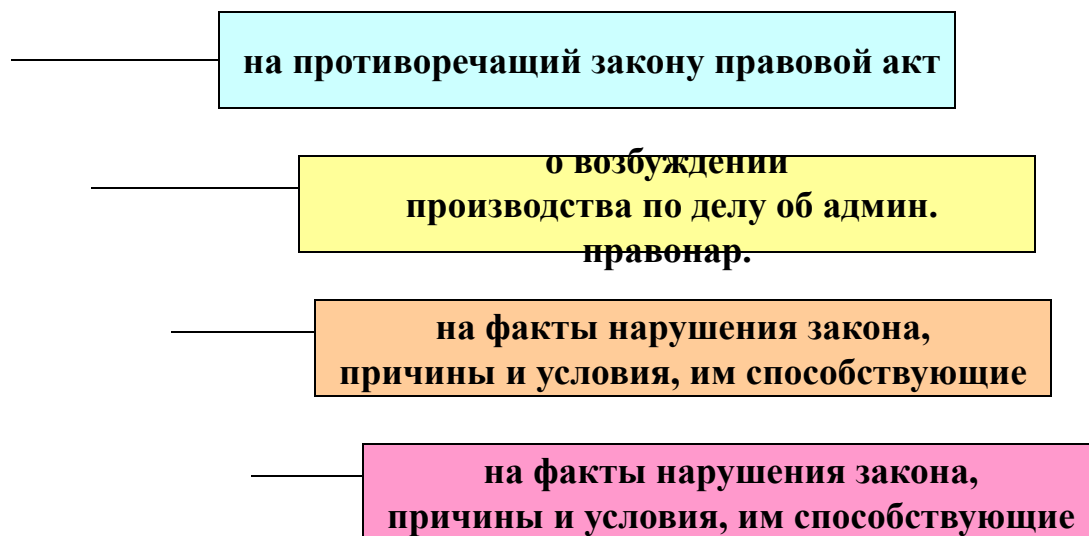 на противоречащий закону правовой акт
о возбуждении
производства по делу об админ.
правонар.
на факты нарушения закона,
причины и условия, им способствующие
на факты нарушения закона,
причины и условия, им способствующие